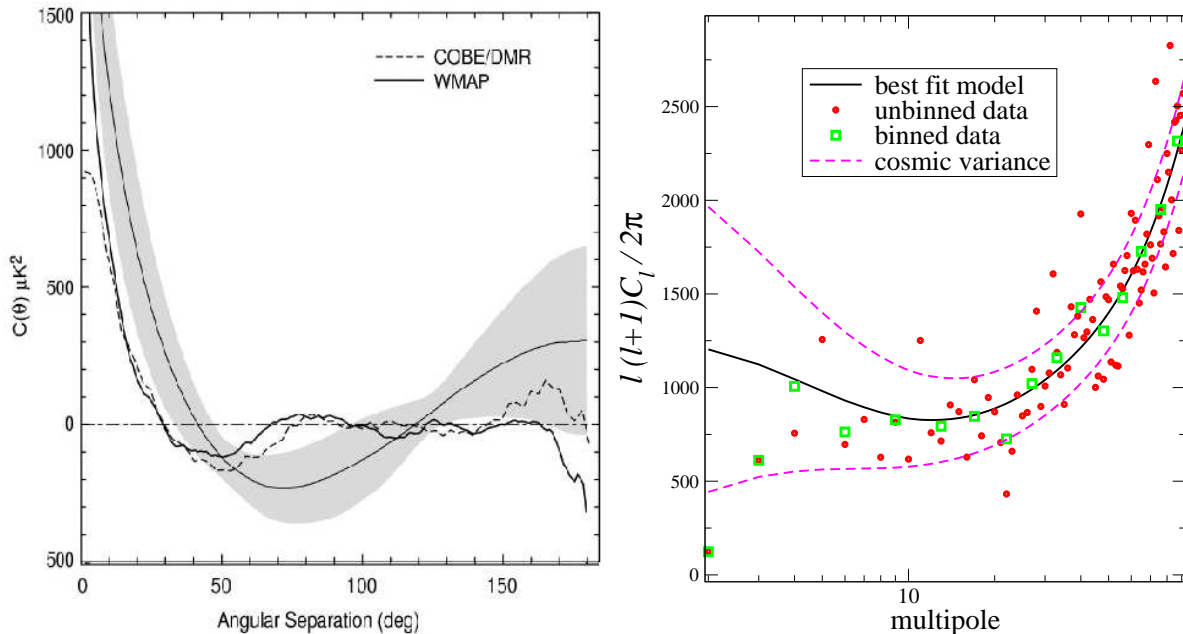 1500
1000
500
0
500
C(θ) μK²
COBE/DMR
WMAP
0
50
100
150
Angular Separation (deg)
2500
2000
1500
1000
500
0
l (l+1)C_l / 2π
best fit model
unbinned data
binned data
cosmic variance
10
multipole